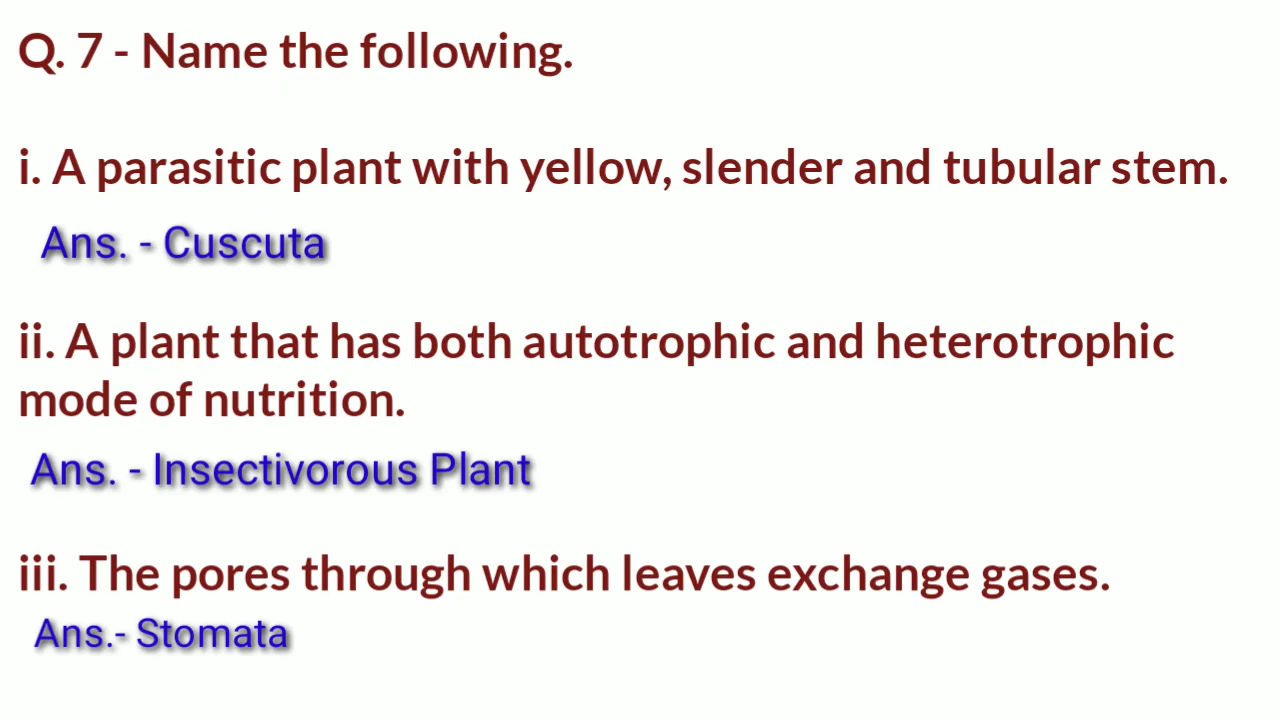 Q. 7 - Name the following.
i. A parasitic plant with yellow, slender and tubular stem.
Ans. - Cuscuta
ii. A plant that has both autotrophic and heterotrophic
mode of nutrition.
Ans. - Insectivorous Plant
iii. The pores through which leaves exchange gases.
Ans.- Stomata